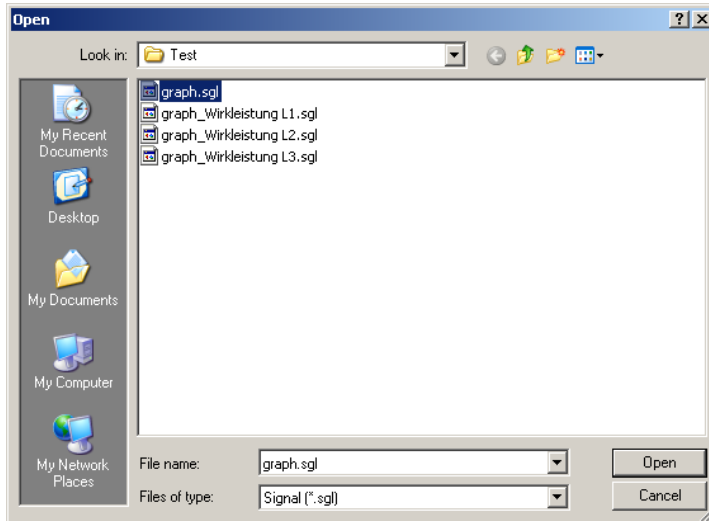 Open
Look in:
Test
My Recent
Documents
Desktop
My Documents
My Computer
My Network
Places
graph.sgl
graph_Wirkleistung L1.sgl
graph_Wirkleistung L2.sgl
graph_Wirkleistung L3.sgl
File name:
graph.sgl
Open
Files of type:
Signal (*.sgl)
Cancel